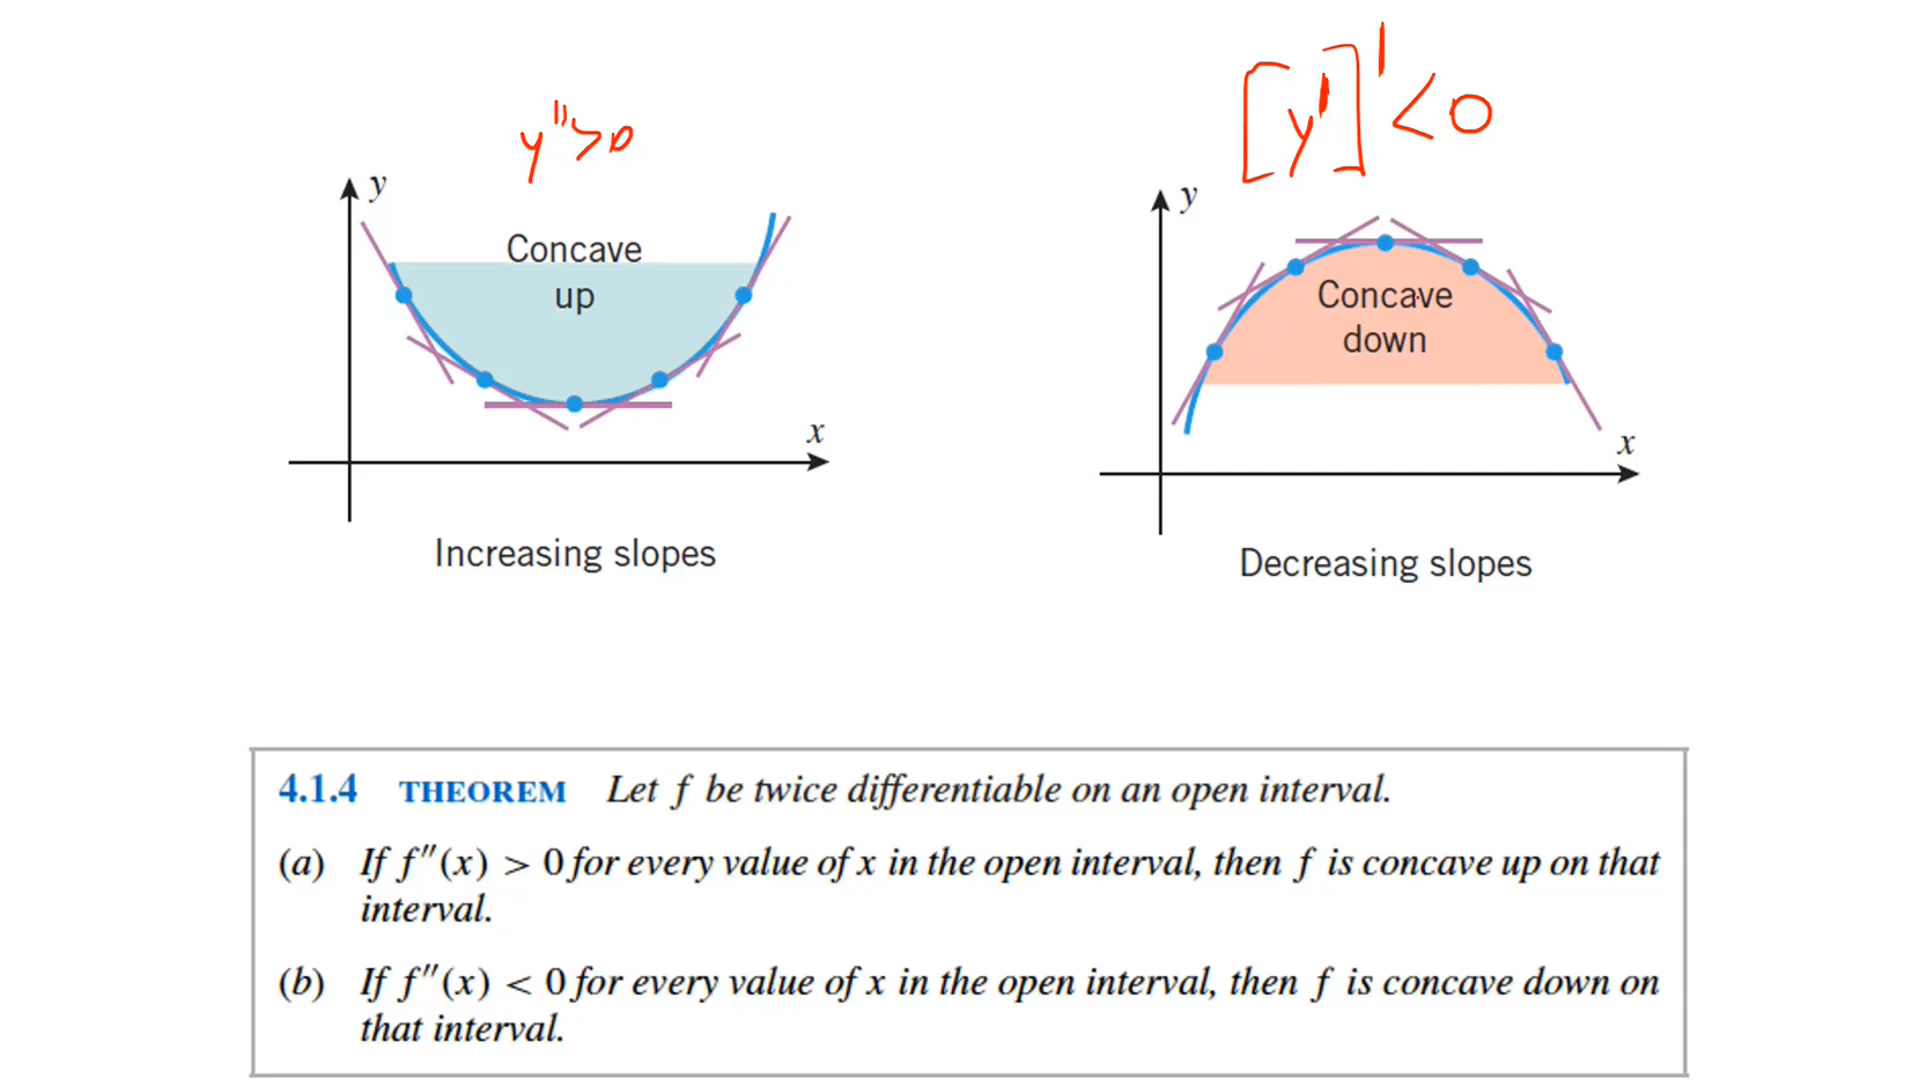 y''>0
[y']'<0
y
Concave
up
x
Increasing slopes
y
Concave
down
x
Decreasing slopes
4.1.4 THEOREM Let f be twice differentiable on an open interval.
(a) If f″(x) > 0 for every value of x in the open interval, then f is concave up on that
interval.
(b) If f″(x) < 0 for every value of x in the open interval, then f is concave down on
that interval.